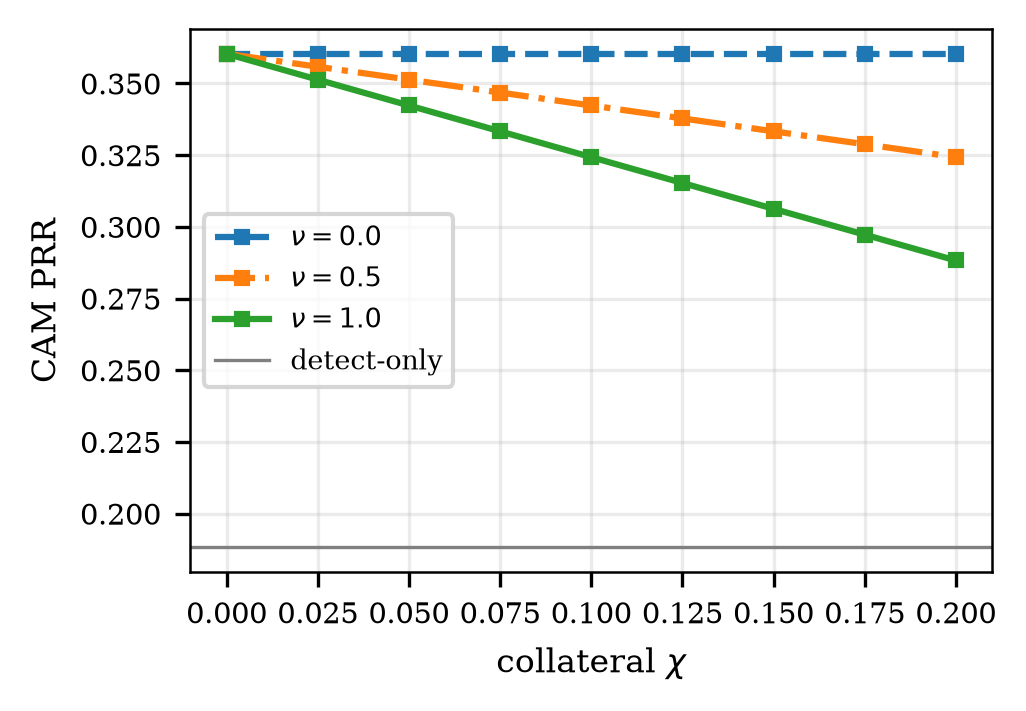 CAM PRR
0.350
0.325
0.300
0.275
0.250
0.225
0.200
ν = 0.0
ν = 0.5
ν = 1.0
detect-only
0.000 0.025 0.050 0.075 0.100 0.125 0.150 0.175 0.200
collateral χ